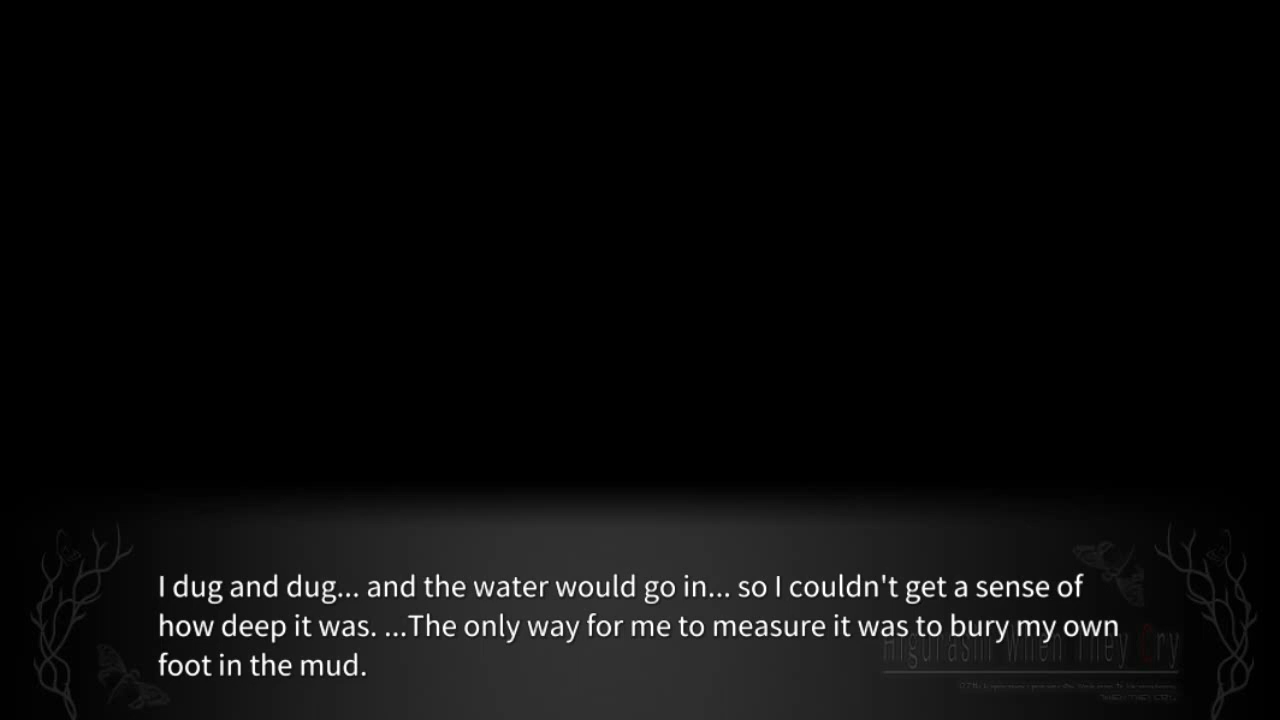 I dug and dug... and the water would go in... so I couldn't get a sense of
how deep it was. ...The only way for me to measure it was to bury my own
foot in the mud.
Higurashi When They Cry